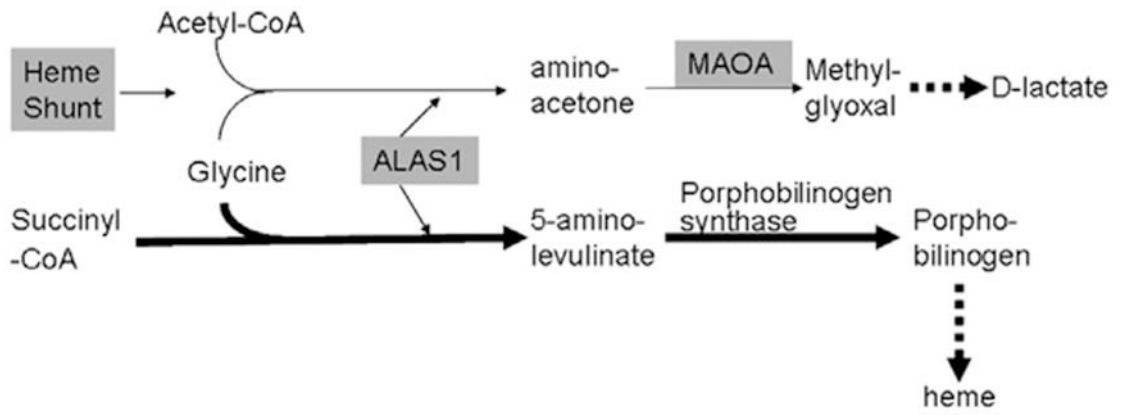 Acetyl-CoA
Heme
Shunt
amino-
acetone
MAOA
Methyl-
glyoxal
D-lactate
Glycine
ALAS1
Succinyl
-CoA
5-amino-
levulinate
Porphobilinogen
synthase
Porpho-
bilinogen
heme